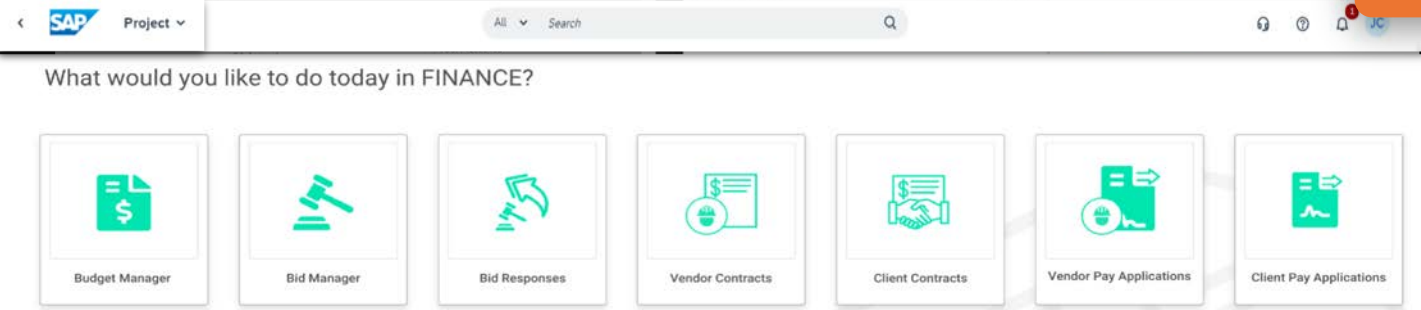 SAP Project All Search 1 JC
What would you like to do today in FINANCE?
Budget Manager Bid Manager Bid Responses Vendor Contracts Client Contracts Vendor Pay Applications Client Pay Applications